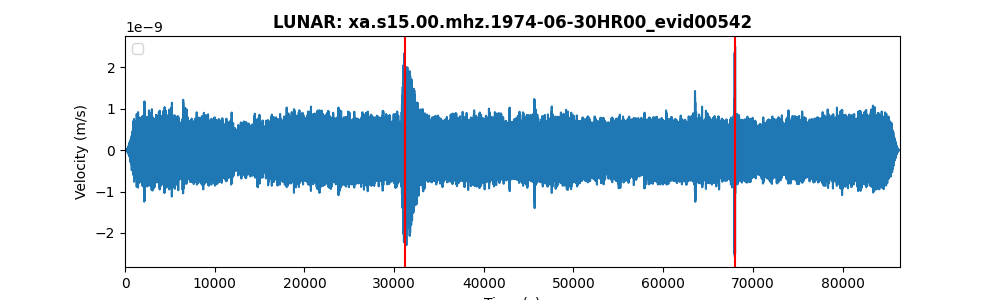 LUNAR: xa.s15.00.mhz.1974-06-30HR00_evid00542
1e−9
2
1
0
−1
−2
Velocity (m/s)
0 10000 20000 30000 40000 50000 60000 70000 80000
Time (s)